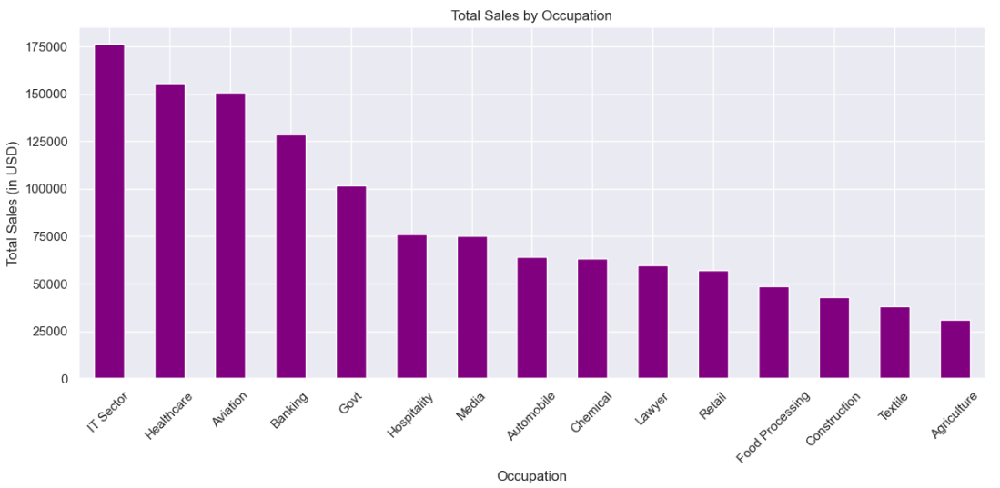 Total Sales by Occupation
Total Sales (in USD)
175000
150000
125000
100000
75000
50000
25000
0
IT Sector
Healthcare
Aviation
Banking
Govt
Hospitality
Media
Automobile
Chemical
Lawyer
Retail
Food Processing
Construction
Textile
Agriculture
Occupation